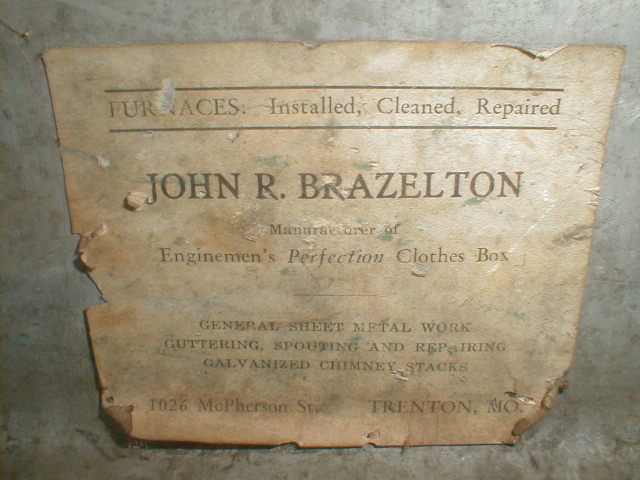 FURNACES: Installed, Cleaned, Repaired
JOHN R. BRAZELTON
Manufacturer of
Enginemen's Perfection Clothes Box
GENERAL SHEET METAL WORK
GUTTERING, SPOUTING AND REPAIRING
GALVANIZED CHIMNEY STACKS
1026 McPherson St. TRENTON, MO.